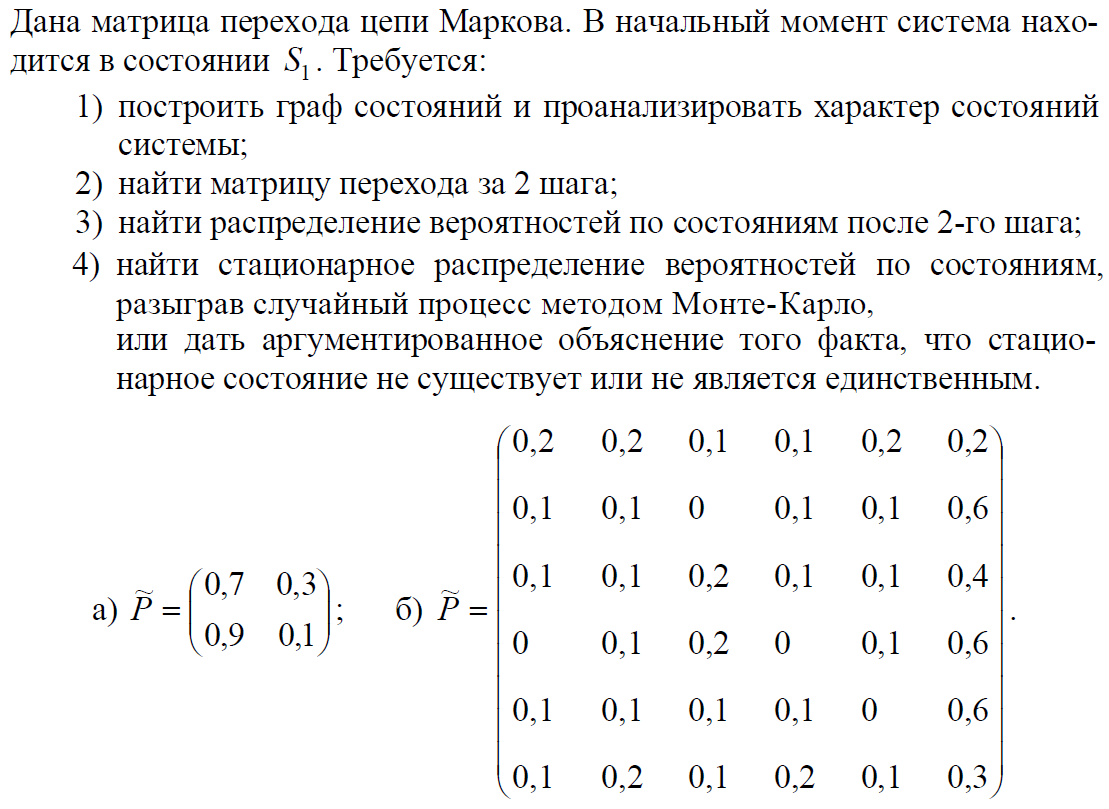 Дана матрица перехода цепи Маркова. В начальный момент система нахо-
дится в состоянии S₁. Требуется:
1) построить граф состояний и проанализировать характер состояний
системы;
2) найти матрицу перехода за 2 шага;
3) найти распределение вероятностей по состояниям после 2-го шага;
4) найти стационарное распределение вероятностей по состояниям,
разыграв случайный процесс методом Монте-Карло,
или дать аргументированное объяснение того факта, что стацио-
нарное состояние не существует или не является единственным.
а) P̃ = (0,7 0,3
0,9 0,1);
б) P̃ = (0,2 0,2 0,1 0,1 0,2 0,2
0,1 0,1 0 0,1 0,1 0,6
0,1 0,1 0,2 0,1 0,1 0,4
0 0,1 0,2 0 0,1 0,6
0,1 0,1 0,1 0,1 0 0,6
0,1 0,2 0,1 0,2 0,1 0,3).